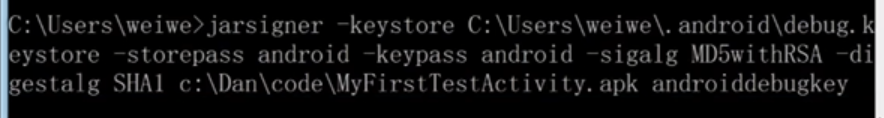 C:\Users\weiwe>jarsigner -keystore C:\Users\weiwe\.android\debug.k
eystore -storepass android -keypass android -sigalg MD5withRSA -di
gestalg SHA1 c:\Dan\code\MyFirstTestActivity.apk androiddebugkey